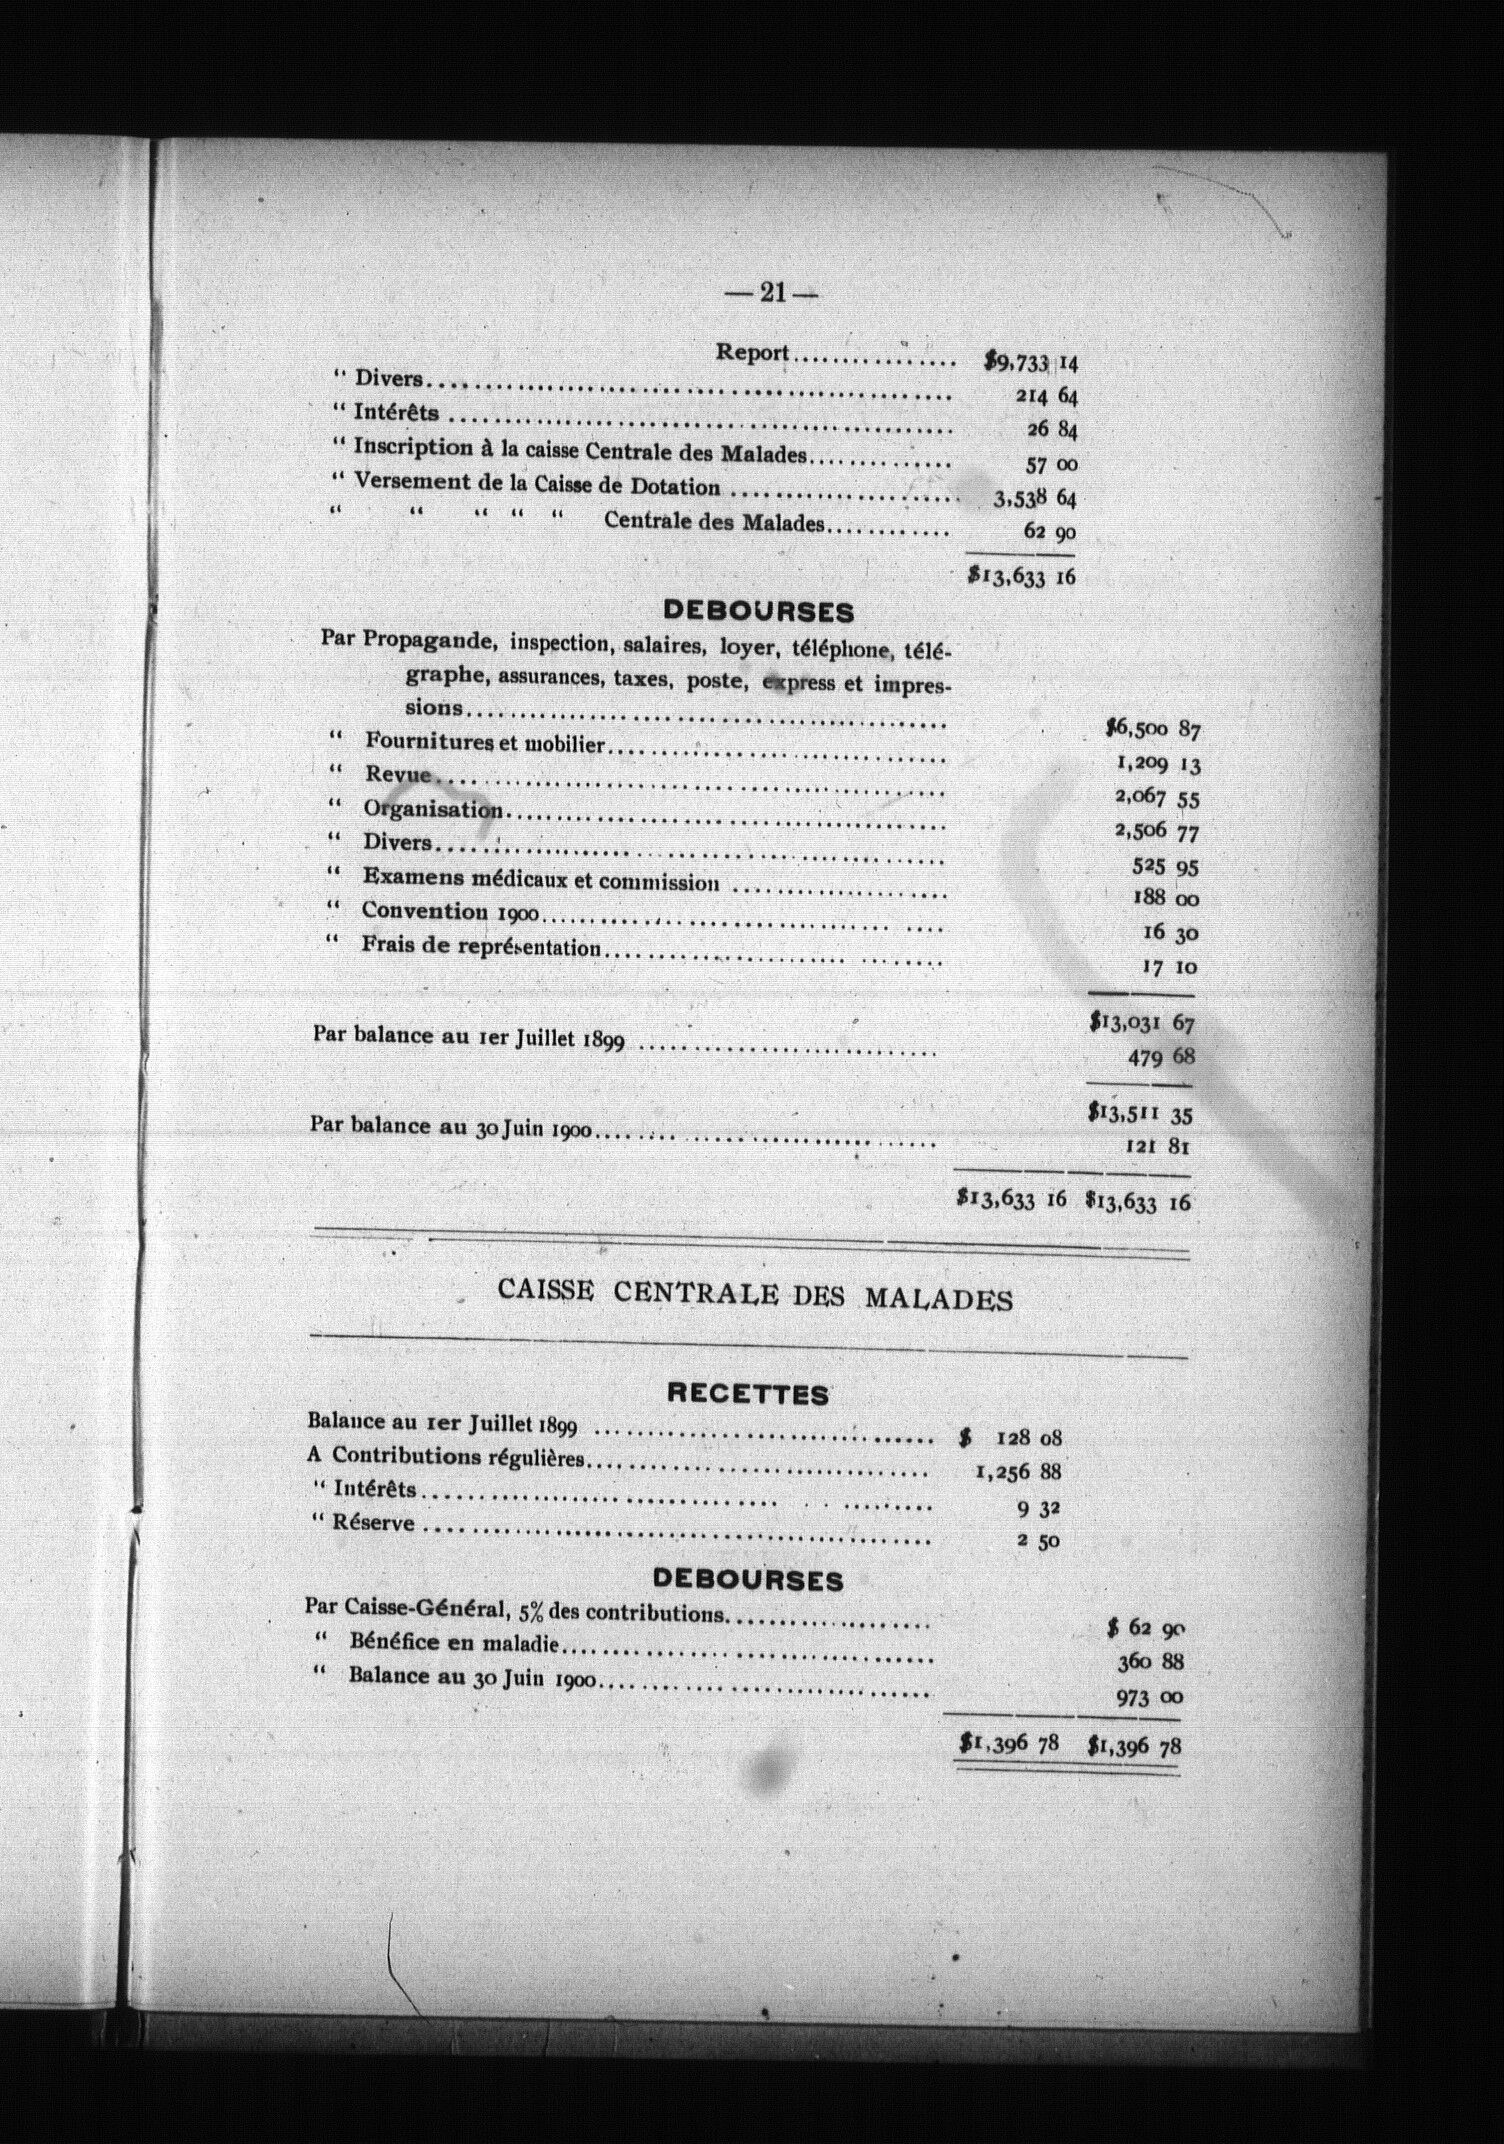 — 21 —
Report................ $9,733 14
" Divers................ 214 64
" Intérêts ................ 26 84
" Inscription à la caisse Centrale des Malades............... 57 00
" Versement de la Caisse de Dotation ...................... 3,538 64
" " " " " Centrale des Malades............. 62 90
$13,633 16
DEBOURSES
Par Propagande, inspection, salaires, loyer, téléphone, télé-
graphe, assurances, taxes, poste, express et impres-
sions................ $6,500 87
" Fournitures et mobilier................ 1,209 13
" Revue................ 2,067 55
" Organisation................ 2,506 77
" Divers................ 525 95
" Examens médicaux et commission ................ 188 00
" Convention 1900................ 16 30
" Frais de représentation................ 17 10
$13,031 67
Par balance au 1er Juillet 1899 ................ 479 68
$13,511 35
Par balance au 30 Juin 1900................ 121 81
$13,633 16 $13,633 16
CAISSE CENTRALE DES MALADES
RECETTES
Balance au 1er Juillet 1899 ................ $ 128 08
A Contributions régulières................ 1,256 88
" Intérêts................ 9 32
" Réserve ................ 2 50
DEBOURSES
Par Caisse-Général, 5% des contributions................ $ 62 90
" Bénéfice en maladie................ 360 88
" Balance au 30 Juin 1900................ 973 00
$1,396 78 $1,396 78